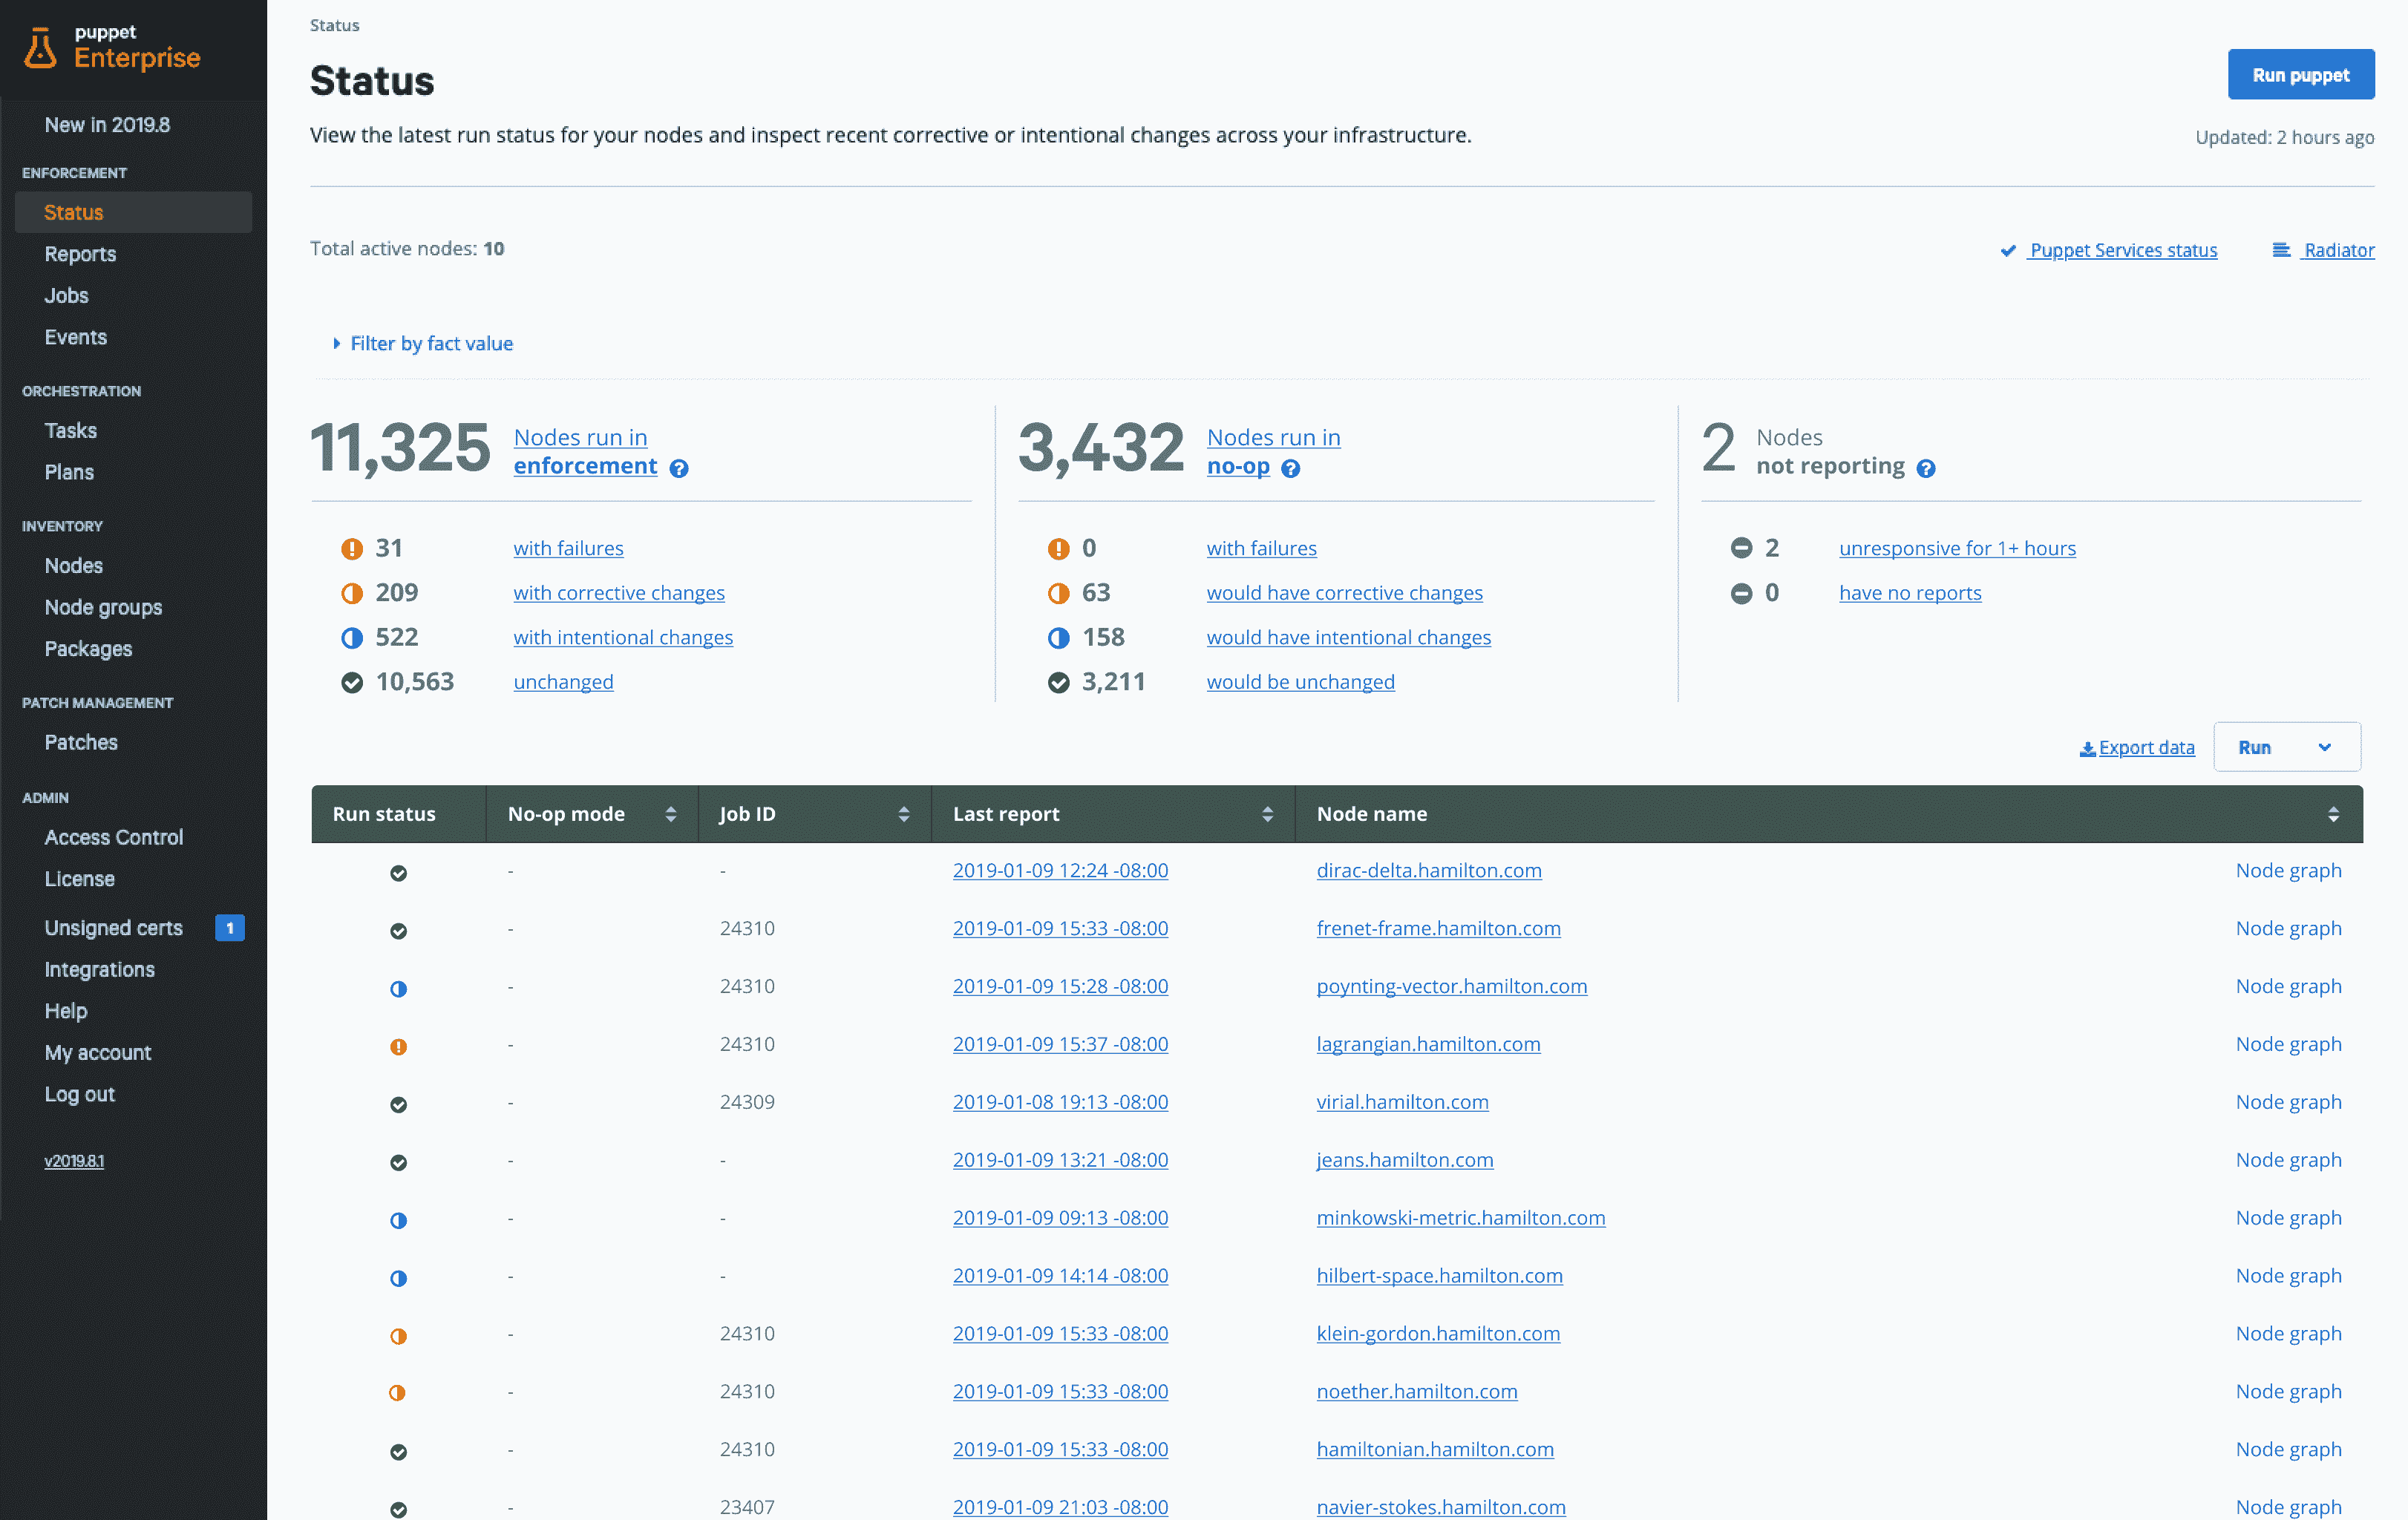 puppet
Enterprise
New in 2019.8
ENFORCEMENT
Status
Reports
Jobs
Events
ORCHESTRATION
Tasks
Plans
INVENTORY
Nodes
Node groups
Packages
PATCH MANAGEMENT
Patches
ADMIN
Access Control
License
Unsigned certs 1
Integrations
Help
My account
Log out
v2019.8.1
Status
Status
Run puppet
View the latest run status for your nodes and inspect recent corrective or intentional changes across your infrastructure.
Updated: 2 hours ago
Total active nodes: 10
Puppet Services status
Radiator
Filter by fact value
11,325 Nodes run in
enforcement ?
31 with failures
209 with corrective changes
522 with intentional changes
10,563 unchanged
3,432 Nodes run in
no-op ?
0 with failures
63 would have corrective changes
158 would have intentional changes
3,211 would be unchanged
2 Nodes
not reporting ?
2 unresponsive for 1+ hours
0 have no reports
Export data
Run
Run status No-op mode Job ID Last report Node name
- - 2019-01-09 12:24 -08:00 dirac-delta.hamilton.com Node graph
- 24310 2019-01-09 15:33 -08:00 frenet-frame.hamilton.com Node graph
- 24310 2019-01-09 15:28 -08:00 poynting-vector.hamilton.com Node graph
- 24310 2019-01-09 15:37 -08:00 lagrangian.hamilton.com Node graph
- 24309 2019-01-08 19:13 -08:00 virial.hamilton.com Node graph
- - 2019-01-09 13:21 -08:00 jeans.hamilton.com Node graph
- - 2019-01-09 09:13 -08:00 minkowski-metric.hamilton.com Node graph
- - 2019-01-09 14:14 -08:00 hilbert-space.hamilton.com Node graph
- 24310 2019-01-09 15:33 -08:00 klein-gordon.hamilton.com Node graph
- 24310 2019-01-09 15:33 -08:00 noether.hamilton.com Node graph
- 24310 2019-01-09 15:33 -08:00 hamiltonian.hamilton.com Node graph
- 23407 2019-01-09 21:03 -08:00 navier-stokes.hamilton.com Node graph